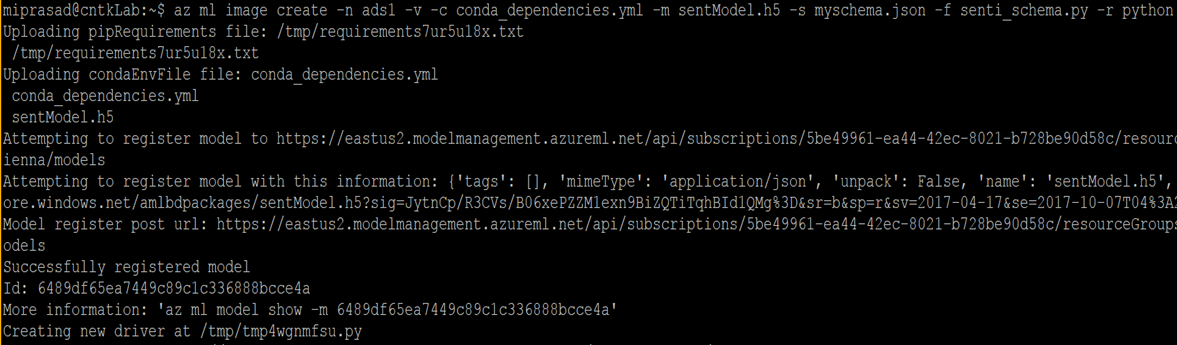 miprasad@cntkLab:~$ az ml image create -n ads1 -v -c conda_dependencies.yml -m sentModel.h5 -s myschema.json -f senti_schema.py -r python
Uploading pipRequirements file: /tmp/requirements7ur5u18x.txt
/tmp/requirements7ur5u18x.txt
Uploading condaEnvFile file: conda_dependencies.yml
conda_dependencies.yml
sentModel.h5
Attempting to register model to https://eastus2.modelmanagement.azureml.net/api/subscriptions/5be49961-ea44-42ec-8021-b728be90d58c/resourc
ienna/models
Attempting to register model with this information: {'tags': [], 'mimeType': 'application/json', 'unpack': False, 'name': 'sentModel.h5',
ore.windows.net/amlbdpackages/sentModel.h5?sig=JytnCp/R3CVs/B06xePZZM1exn9BiZQTiTqhBId1QMg%3D&sr=b&sp=r&sv=2017-04-17&se=2017-10-07T04%3A2
Model register post url: https://eastus2.modelmanagement.azureml.net/api/subscriptions/5be49961-ea44-42ec-8021-b728be90d58c/resourceGroups
odels
Successfully registered model
Id: 6489df65ea7449c89c1c336888bcce4a
More information: 'az ml model show -m 6489df65ea7449c89c1c336888bcce4a'
Creating new driver at /tmp/tmp4wgnmfsu.py